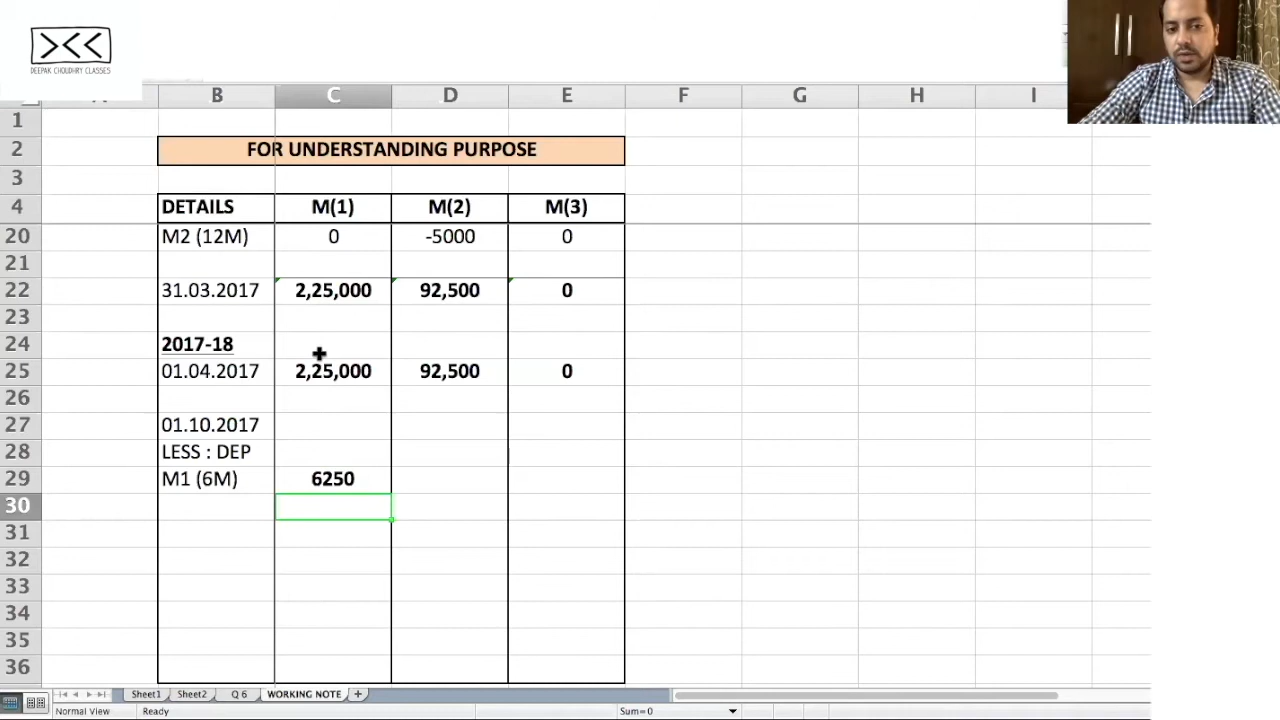 DEEPAK CHOUDHRY CLASSES
B C D E F G H I
1
2 FOR UNDERSTANDING PURPOSE
3
4 DETAILS M(1) M(2) M(3)
20 M2 (12M) 0 -5000 0
21
22 31.03.2017 2,25,000 92,500 0
23
24 2017-18
25 01.04.2017 2,25,000 92,500 0
26
27 01.10.2017
28 LESS : DEP
29 M1 (6M) 6250
30
31
32
33
34
35
36
Sheet1 Sheet2 Q 6 WORKING NOTE +
Normal View Ready Sum=0